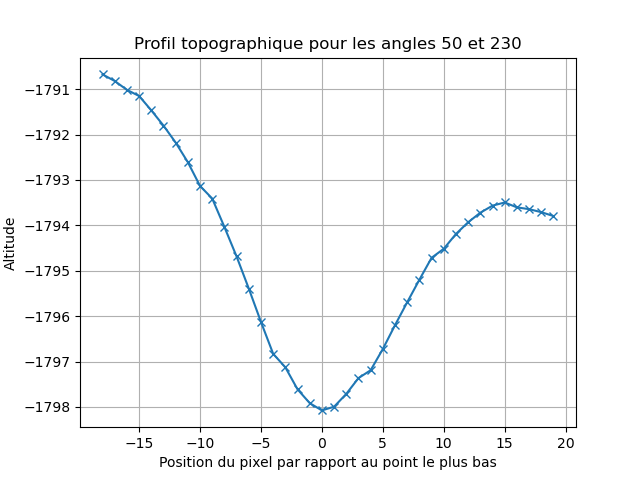 Profil topographique pour les angles 50 et 230
−1791
−1792
−1793
−1794
−1795
−1796
−1797
−1798
Altitude
−15 −10 −5 0 5 10 15 20
Position du pixel par rapport au point le plus bas